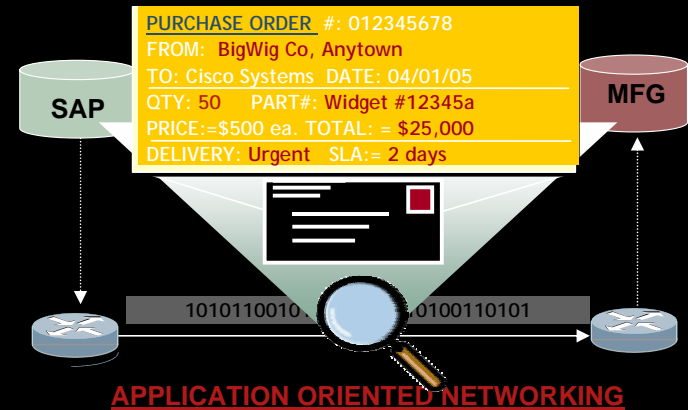 PURCHASE ORDER #: 012345678
FROM: BigWig Co, Anytown
TO: Cisco Systems DATE: 04/01/05
QTY: 50 PART#: Widget #12345a
PRICE:=$500 ea. TOTAL: = $25,000
DELIVERY: Urgent SLA:= 2 days
SAP
MFG
1010110010 0100110101
APPLICATION ORIENTED NETWORKING